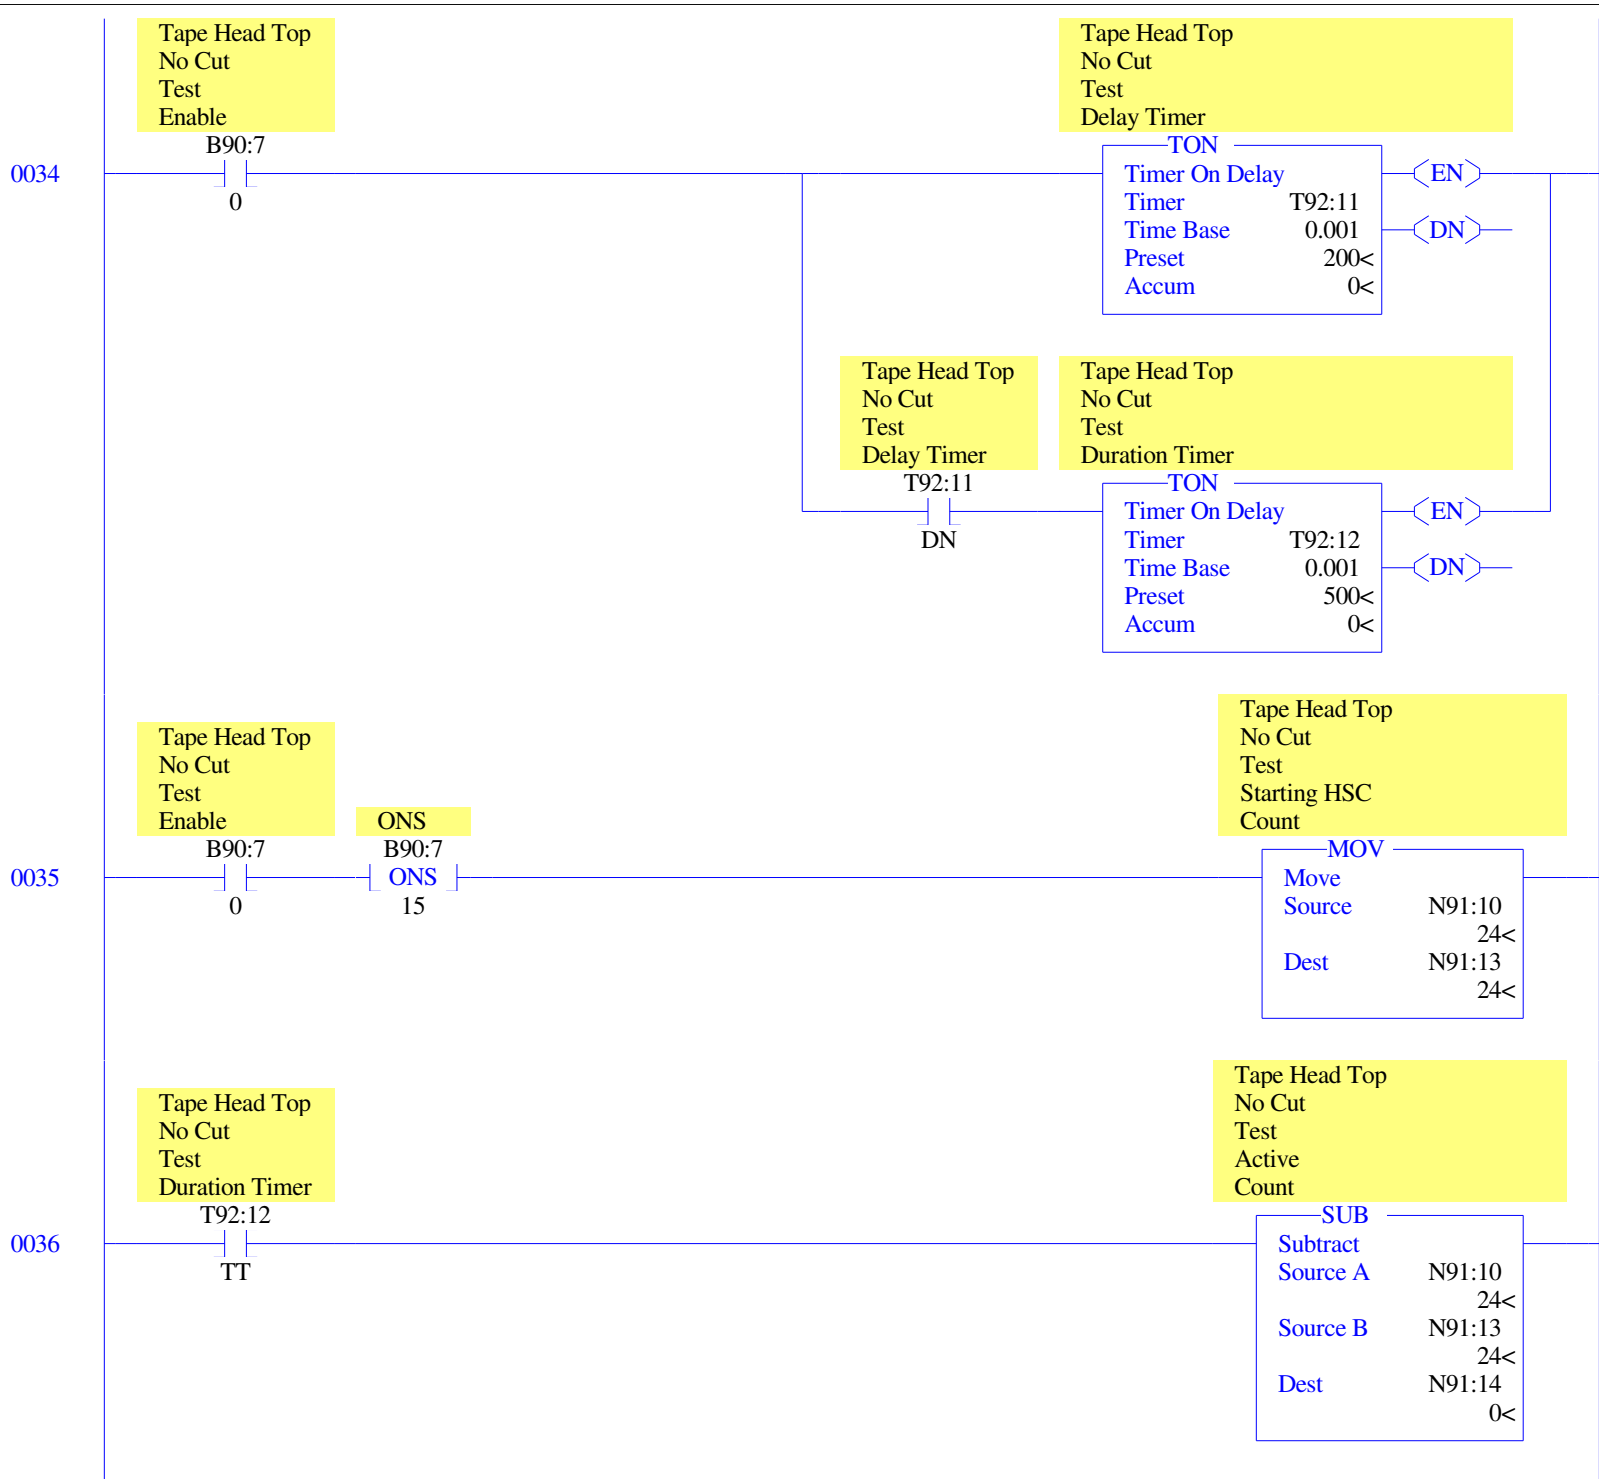 Tape Head Top
No Cut
Test
Enable
B90:7
0
0034
Tape Head Top
No Cut
Test
Delay Timer
TON
Timer On Delay
Timer T92:11
Time Base 0.001
Preset 200<
Accum 0<
EN
DN
Tape Head Top
No Cut
Test
Delay Timer
T92:11
DN
Tape Head Top
No Cut
Test
Duration Timer
TON
Timer On Delay
Timer T92:12
Time Base 0.001
Preset 500<
Accum 0<
EN
DN
Tape Head Top
No Cut
Test
Enable
B90:7
0
0035
ONS
B90:7
ONS
15
Tape Head Top
No Cut
Test
Starting HSC
Count
MOV
Move
Source N91:10
24<
Dest N91:13
24<
Tape Head Top
No Cut
Test
Duration Timer
T92:12
TT
0036
Tape Head Top
No Cut
Test
Active
Count
SUB
Subtract
Source A N91:10
24<
Source B N91:13
24<
Dest N91:14
0<